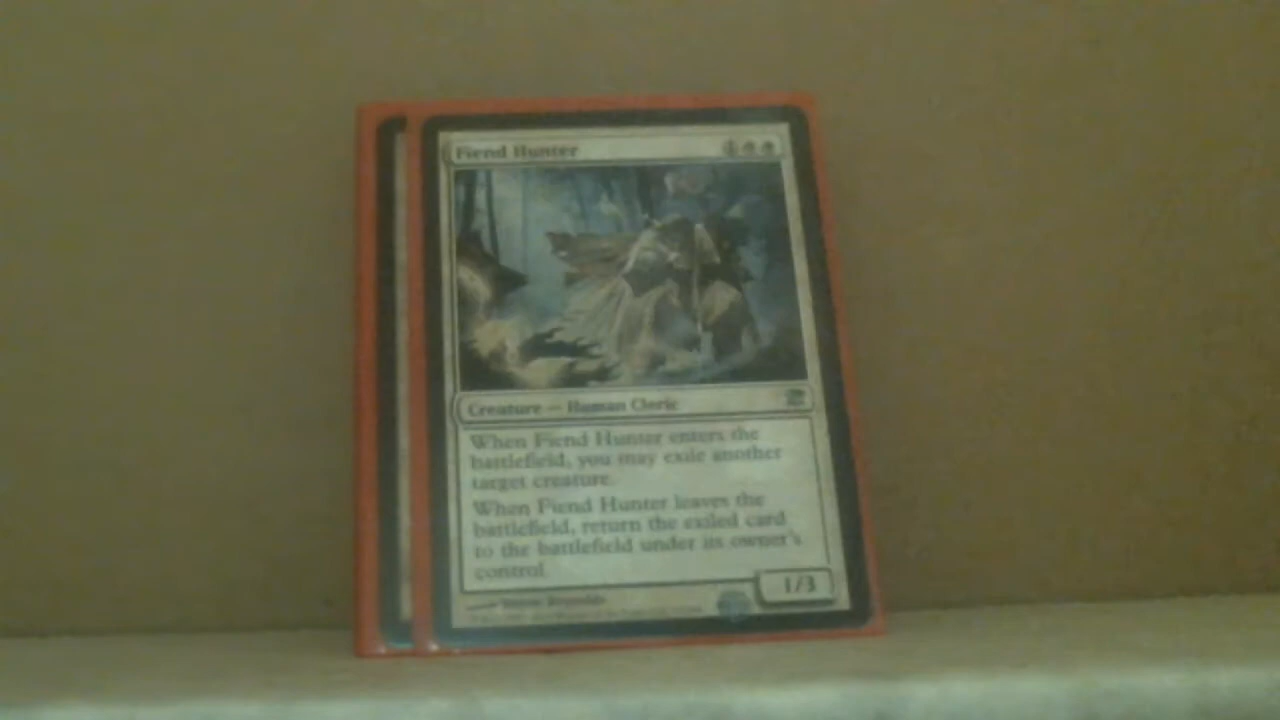 Fiend Hunter
Creature — Human Cleric
When Fiend Hunter enters the
battlefield, you may exile another
target creature.
When Fiend Hunter leaves the
battlefield, return the exiled card
to the battlefield under its owner's
control.
1/3